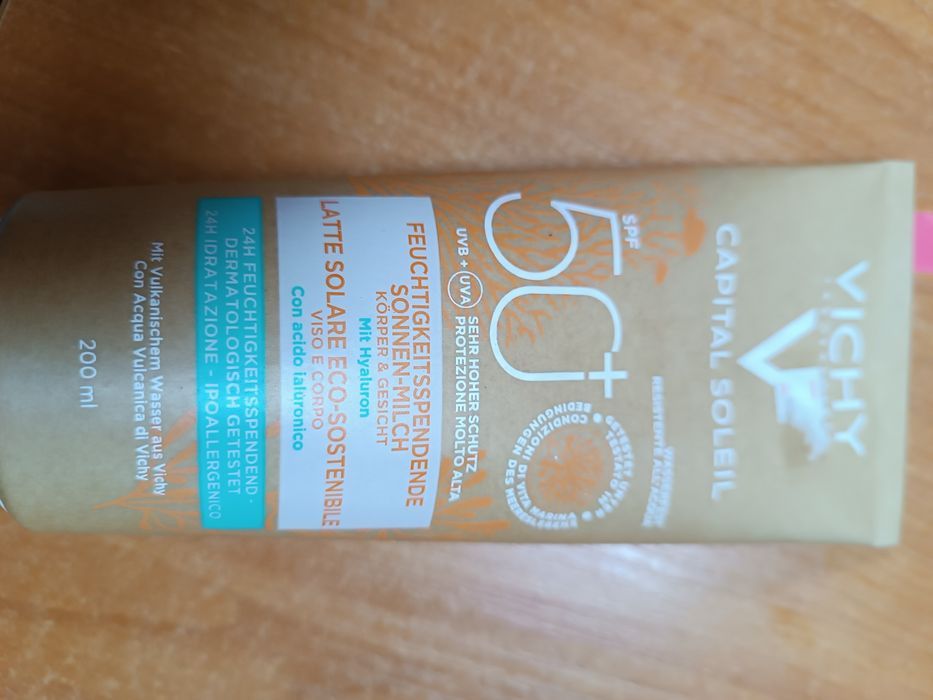 VICHY
CAPITAL SOLEIL
SPF
50+
UVB + UVA
SEHR HOHER SCHUTZ
PROTEZIONE MOLTO ALTA
FEUCHTIGKEITSSPENDENDE
SONNEN-MILCH
KÖRPER & GESICHT
Mit Hyaluron
LATTE SOLARE ECO-SOSTENIBILE
VISO E CORPO
Con acido ialuronico
24H FEUCHTIGKEITSSPENDEND·
DERMATOLOGISCH GETESTET
24H IDRATAZIONE - IPOALLERGENICO
Mit Vulkanischem Wasser aus Vichy
Con Acqua Vulcanica di Vichy
200 ml